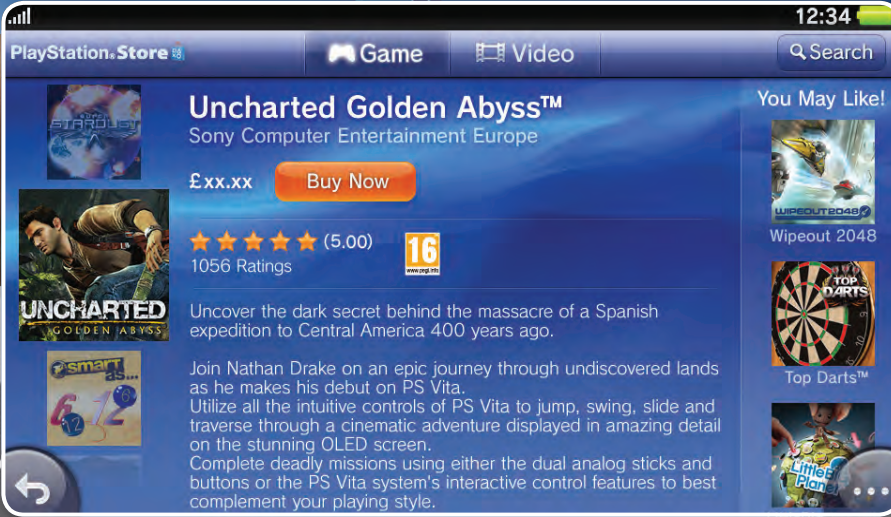 12:34
PlayStation®Store
Game
Video
Search
STARDUST
UNCHARTED
GOLDEN ABYSS
smart
as...
6 12 8
12
Uncharted Golden Abyss™
Sony Computer Entertainment Europe
£xx.xx
Buy Now
(5.00)
1056 Ratings
16
www.pegi.info
Uncover the dark secret behind the massacre of a Spanish
expedition to Central America 400 years ago.
Join Nathan Drake on an epic journey through undiscovered lands
as he makes his debut on PS Vita.
Utilize all the intuitive controls of PS Vita to jump, swing, slide and
traverse through a cinematic adventure displayed in amazing detail
on the stunning OLED screen.
Complete deadly missions using either the dual analog sticks and
buttons or the PS Vita system's interactive control features to best
complement your playing style.
You May Like!
WIPEOUT2048
Wipeout 2048
TOP
DARTS
Top Darts™
Little
Planet